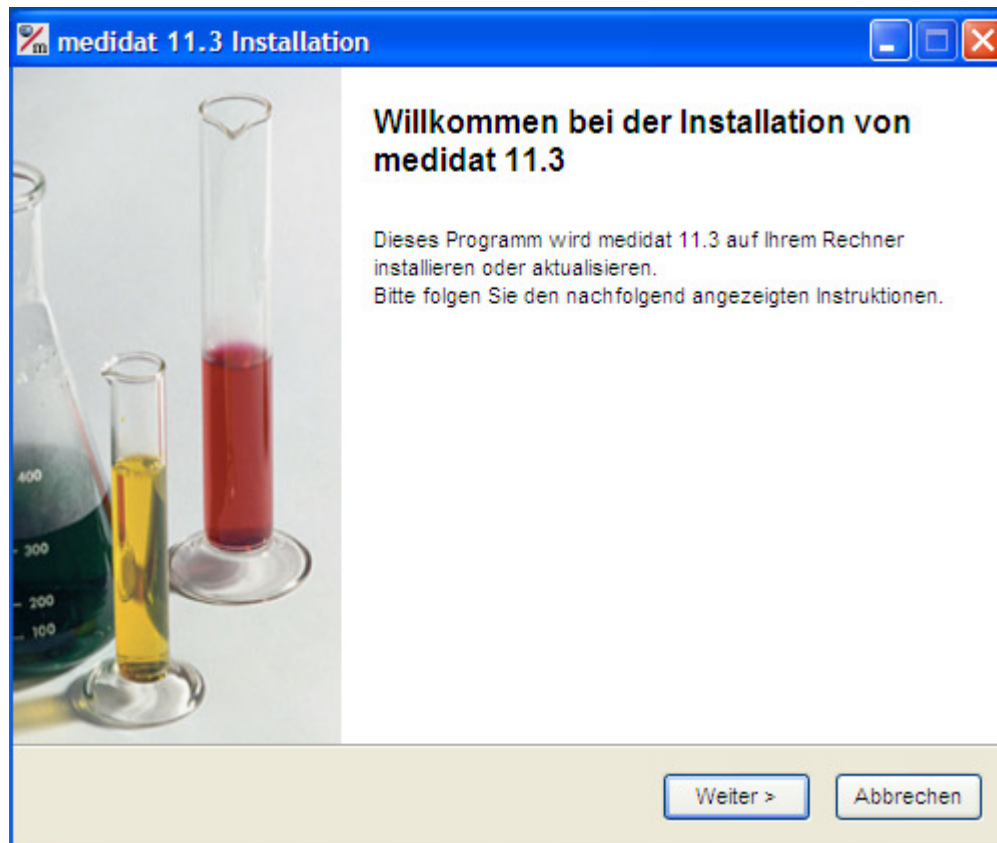 medidat 11.3 Installation
Willkommen bei der Installation von
medidat 11.3
Dieses Programm wird medidat 11.3 auf Ihrem Rechner
installieren oder aktualisieren.
Bitte folgen Sie den nachfolgend angezeigten Instruktionen.
400
300
200
100
Weiter >
Abbrechen